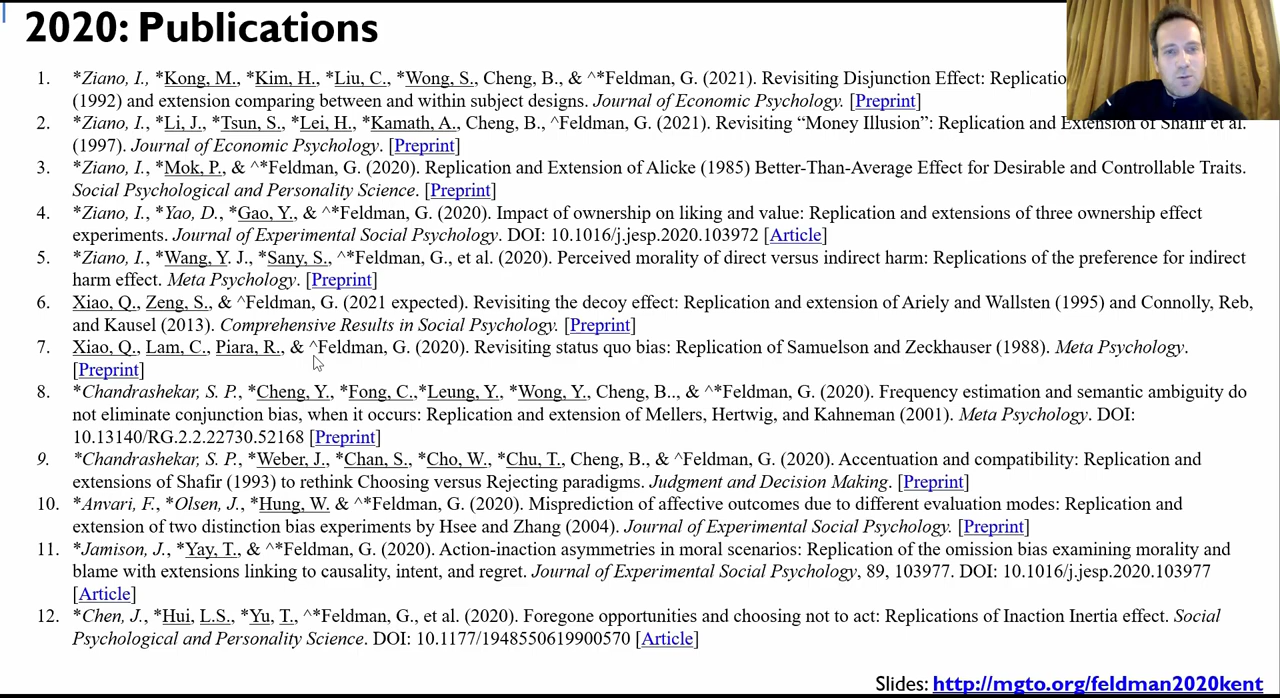 2020: Publications
1. *Ziano, I., *Kong, M., *Kim, H., *Liu, C., *Wong, S., Cheng, B., & ^*Feldman, G. (2021). Revisiting Disjunction Effect:
(1992) and extension comparing between and within subject designs. Journal of Economic Psychology. [Preprint]
2. *Ziano, I., *Li, J., *Tsun, S., *Lei, H., *Kamath, A., Cheng, B., ^Feldman, G. (2021). Revisiting “Money Illusion”: Replication and Extension of Shafir et al.
(1997). Journal of Economic Psychology. [Preprint]
3. *Ziano, I., *Mok, P., & ^*Feldman, G. (2020). Replication and Extension of Alicke (1985) Better-Than-Average Effect for Desirable and Controllable Traits.
Social Psychological and Personality Science. [Preprint]
4. *Ziano, I., *Yao, D., *Gao, Y., & ^*Feldman, G. (2020). Impact of ownership on liking and value: Replication and extensions of three ownership effect
experiments. Journal of Experimental Social Psychology. DOI: 10.1016/j.jesp.2020.103972 [Article]
5. *Ziano, I., *Wang, Y. J., *Sany, S., ^*Feldman, G., et al. (2020). Perceived morality of direct versus indirect harm: Replications of the preference for indirect
harm effect. Meta Psychology. [Preprint]
6. Xiao, Q., Zeng, S., & ^Feldman, G. (2021 expected). Revisiting the decoy effect: Replication and extension of Ariely and Wallsten (1995) and Connolly, Reb,
and Kausel (2013). Comprehensive Results in Social Psychology. [Preprint]
7. Xiao, Q., Lam, C., Piara, R., & ^Feldman, G. (2020). Revisiting status quo bias: Replication of Samuelson and Zeckhauser (1988). Meta Psychology.
[Preprint]
8. *Chandrashekar, S. P., *Cheng, Y., *Fong, C.,*Leung, Y., *Wong, Y., Cheng, B.., & ^*Feldman, G. (2020). Frequency estimation and semantic ambiguity do
not eliminate conjunction bias, when it occurs: Replication and extension of Mellers, Hertwig, and Kahneman (2001). Meta Psychology. DOI:
10.13140/RG.2.2.22730.52168 [Preprint]
9. *Chandrashekar, S. P., *Weber, J., *Chan, S., *Cho, W., *Chu, T., Cheng, B., & ^Feldman, G. (2020). Accentuation and compatibility: Replication and
extensions of Shafir (1993) to rethink Choosing versus Rejecting paradigms. Judgment and Decision Making. [Preprint]
10. *Anvari, F., *Olsen, J., *Hung, W. & ^*Feldman, G. (2020). Misprediction of affective outcomes due to different evaluation modes: Replication and
extension of two distinction bias experiments by Hsee and Zhang (2004). Journal of Experimental Social Psychology. [Preprint]
11. *Jamison, J., *Yay, T., & ^*Feldman, G. (2020). Action-inaction asymmetries in moral scenarios: Replication of the omission bias examining morality and
blame with extensions linking to causality, intent, and regret. Journal of Experimental Social Psychology, 89, 103977. DOI: 10.1016/j.jesp.2020.103977
[Article]
12. *Chen, J., *Hui, L.S., *Yu, T., ^*Feldman, G., et al. (2020). Foregone opportunities and choosing not to act: Replications of Inaction Inertia effect. Social
Psychological and Personality Science. DOI: 10.1177/1948550619900570 [Article]
Slides: http://mgto.org/feldman2020kent